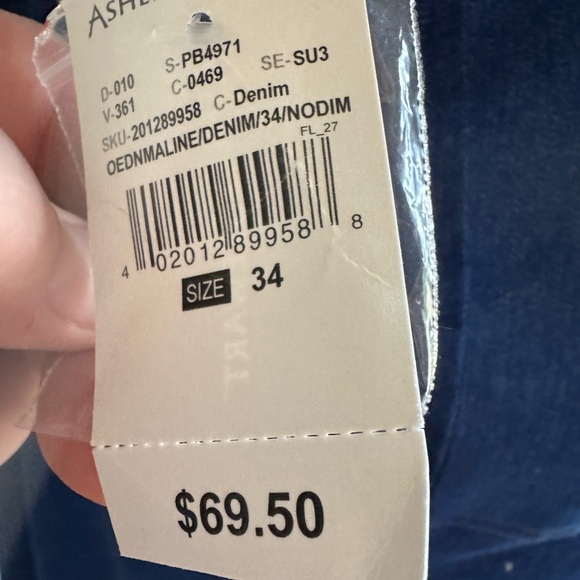 S-PB4971
D-010 C-0469 SE-SU3
V-361
SKU-201289958 C-Denim
OEDNMALINE/DENIM/34/NODIM
FL_27
4 02012 89958 8
SIZE 34
$69.50